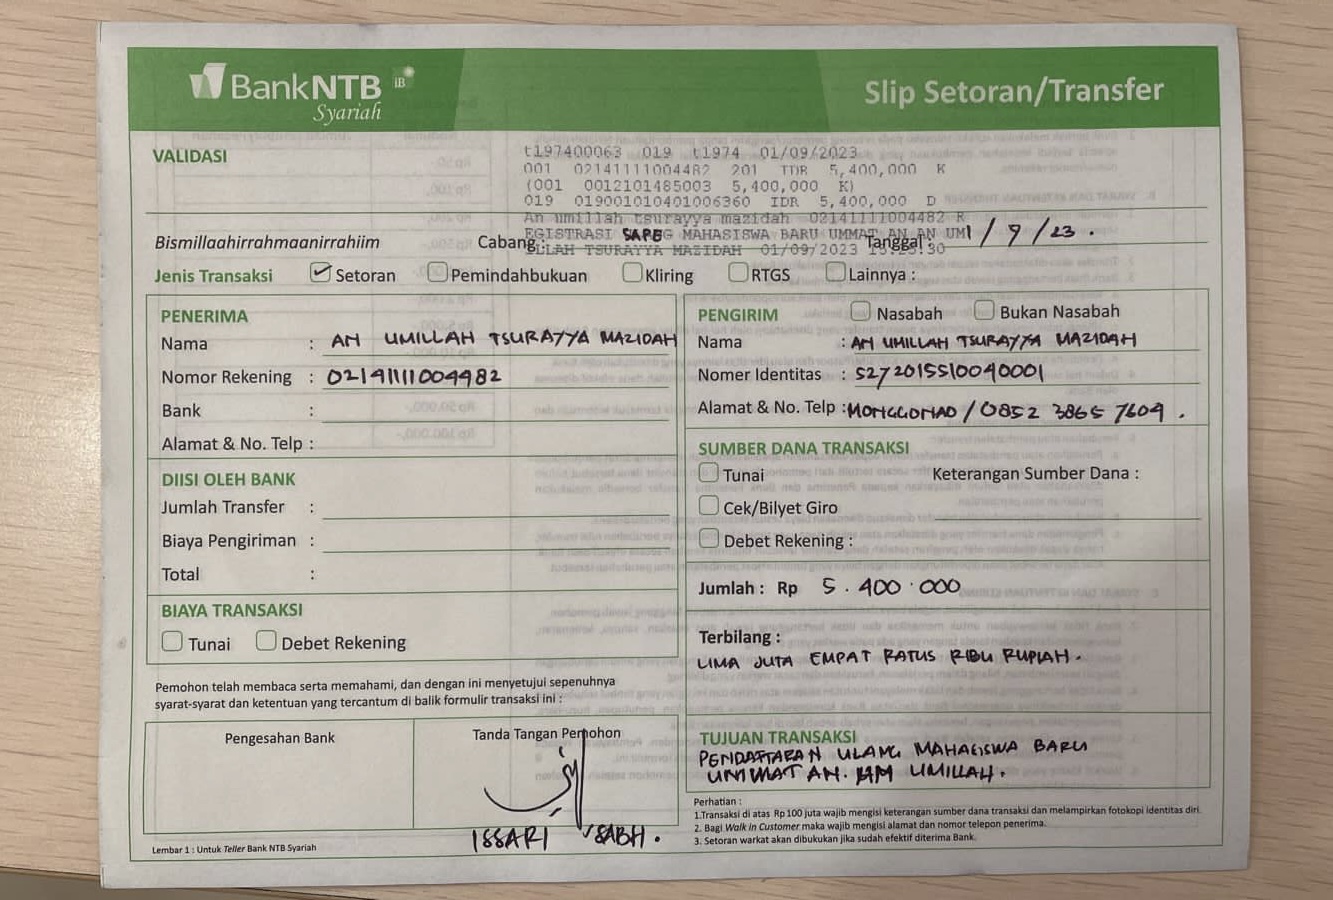 BankNTB iB
Syariah
Slip Setoran/Transfer
VALIDASI
t197400063 019 t1974 01/09/2023
001 02141111004482 201 TDR 5,400,000 K
(001 0012101485003 5,400,000 K)
019 019001010401006360 IDR 5,400,000 D
An umillah tsurayya mazidah 02141111004482 R
EGISTRASI MAHASISWA BARU UMMAT AN AN UMI
LLAH TSURAYYA MAZIDAH 01/09/2023
Bismillaahirrahmaanirrahiim
Cabang : SAPE
Tanggal : 1 / 9 / 23 .
Jenis Transaksi Setoran Pemindahbukuan Kliring RTGS Lainnya :
PENERIMA
Nama : AN UMILLAH TSURAYYA MAZIDAH
Nomor Rekening : 02141111004482
Bank :
Alamat & No. Telp :
DIISI OLEH BANK
Jumlah Transfer :
Biaya Pengiriman :
Total :
BIAYA TRANSAKSI
Tunai Debet Rekening
PENGIRIM Nasabah Bukan Nasabah
Nama : AN UMILLAH TSURAYYA MAZIDAH
Nomer Identitas : 5272015510040001
Alamat & No. Telp : MONGGONAO / 0852 3865 7609 .
SUMBER DANA TRANSAKSI
Tunai Keterangan Sumber Dana :
Cek/Bilyet Giro
Debet Rekening :
Jumlah : Rp 5.400.000
Terbilang :
LIMA JUTA EMPAT RATUS RIBU RUPIAH.
Pemohon telah membaca serta memahami, dan dengan ini menyetujui sepenuhnya
syarat-syarat dan ketentuan yang tercantum di balik formulir transaksi ini :
Pengesahan Bank
Tanda Tangan Pemohon
ISSARI SABH.
TUJUAN TRANSAKSI
PENDAFTARAN ULANG MAHASISWA BARU
UMMAT AN. UMILLAH.
Perhatian :
1.Transaksi di atas Rp 100 juta wajib mengisi keterangan sumber dana transaksi dan melampirkan fotokopi identitas diri.
2. Bagi Walk in Customer maka wajib mengisi alamat dan nomor telepon penerima.
3. Setoran warkat akan dibukukan jika sudah efektif diterima Bank.
Lembar 1 : Untuk Teller Bank NTB Syariah